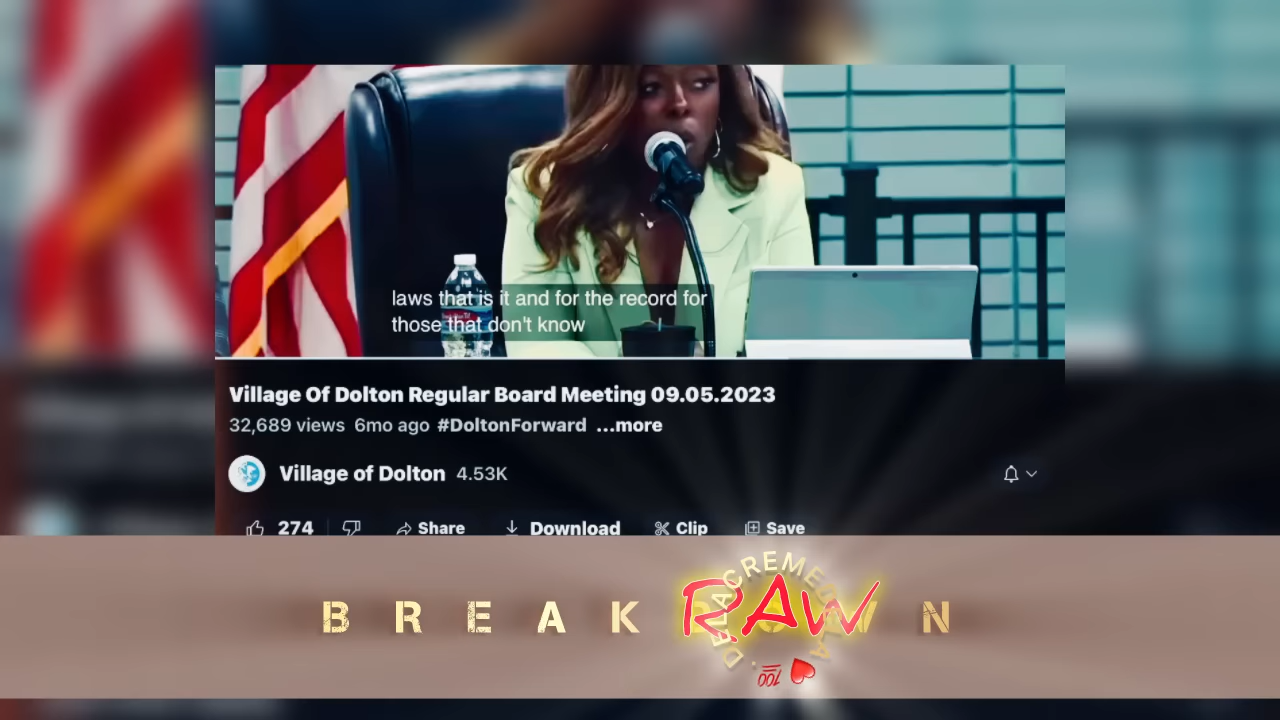 laws that is it and for the record for
those that don't know
Village Of Dolton Regular Board Meeting 09.05.2023
32,689 views 6mo ago #DoltonForward ...more
Village of Dolton 4.53K
274 Share Download Clip Save
BREAK
RAW
N
100